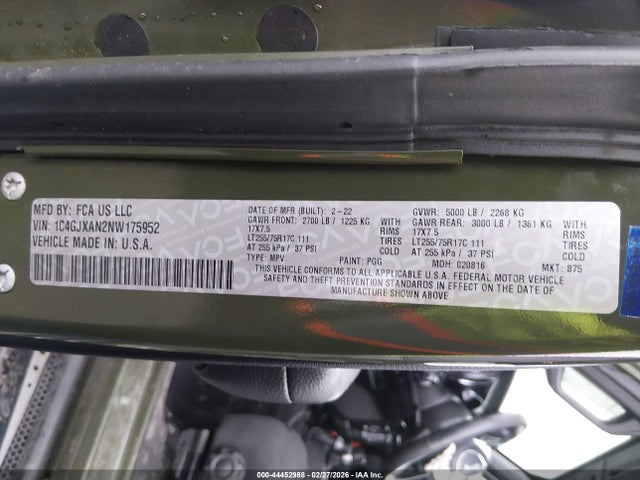 MFD BY: FCA US LLC
VIN: 1C4GJXAN2NW175952
VEHICLE MADE IN U.S.A.
DATE OF MFR (BUILT): 2-22
GAWR FRONT: 2700 LB / 1225 KG WITH
17X7.5 RIMS
LT255/75R17C 111 TIRES
AT 255 kPa / 37 PSI COLD
TYPE: MPV
PAINT: PGG
GVWR: 5000 LB / 2268 KG
GAWR REAR: 3000 LB / 1361 KG WITH
17X7.5 RIMS
LT255/75R17C 111 TIRES
AT 255 kPa / 37 PSI COLD
MDH: 020816
MKT: 875
THIS VEHICLE CONFORMS TO ALL APPLICABLE U.S.A. FEDERAL MOTOR VEHICLE
SAFETY AND THEFT PREVENTION STANDARDS IN EFFECT ON THE DATE OF
MANUFACTURE SHOWN ABOVE.
000-44452988 - 02/27/2026 - IAA Inc.